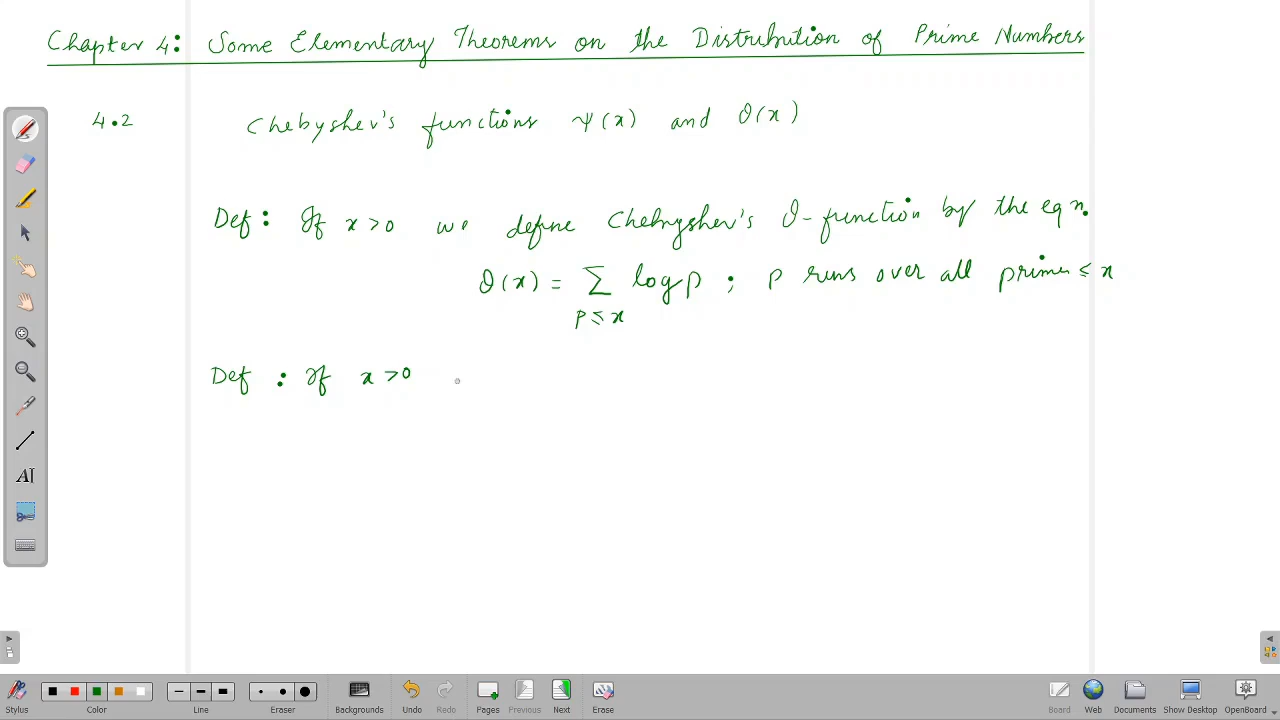 Chapter 4: Some Elementary Theorems on the Distribution of Prime Numbers
4.2 Chebyshev's functions Ψ(x) and ϑ(x)
Def: If x>0 we define Chebyshev's ϑ-function by the eqn.
ϑ(x) = ∑ log p ; p runs over all primes ≤ x
p ≤ x
Def : If x>0
Stylus Color Line Eraser Backgrounds Undo Redo Pages Previous Next Erase Board Web Documents Show Desktop OpenBoard